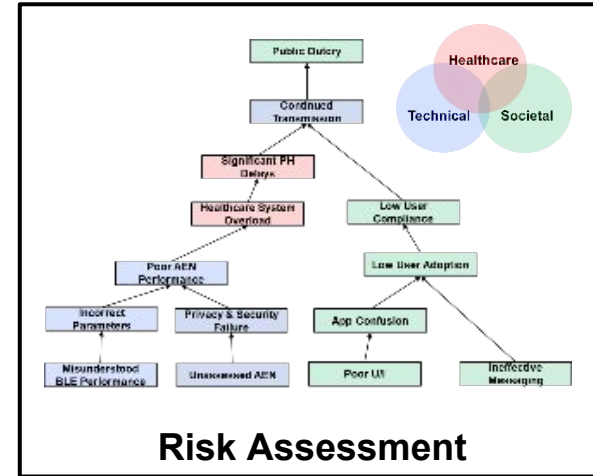 Public Outcry
Healthcare
Technical
Societal
Continued
Transmission
Significant PH
Delays
Healthcare System
Overload
Low User
Compliance
Poor AEN
Performance
Low User Adoption
Incorrect
Parameters
Privacy & Security
Failure
App Confusion
Misunderstood
BLE Performance
Unassessed AEN
Poor U/I
Ineffective
Messaging
Risk Assessment